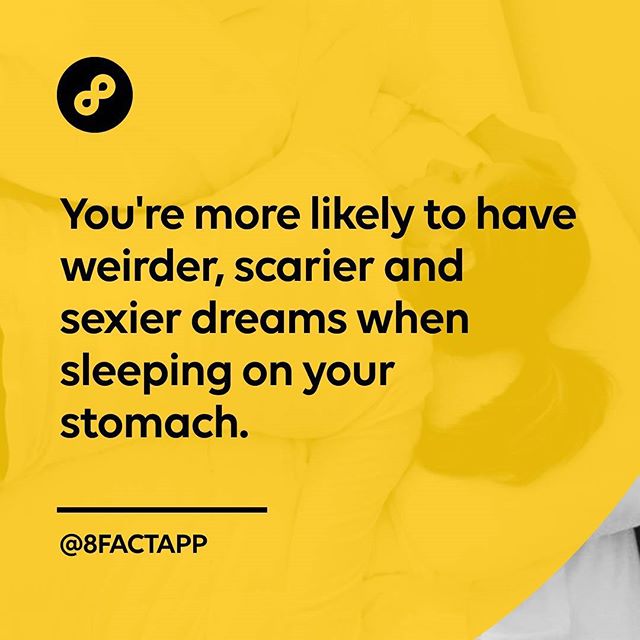 You're more likely to have
weirder, scarier and
sexier dreams when
sleeping on your
stomach.
@8FACTAPP